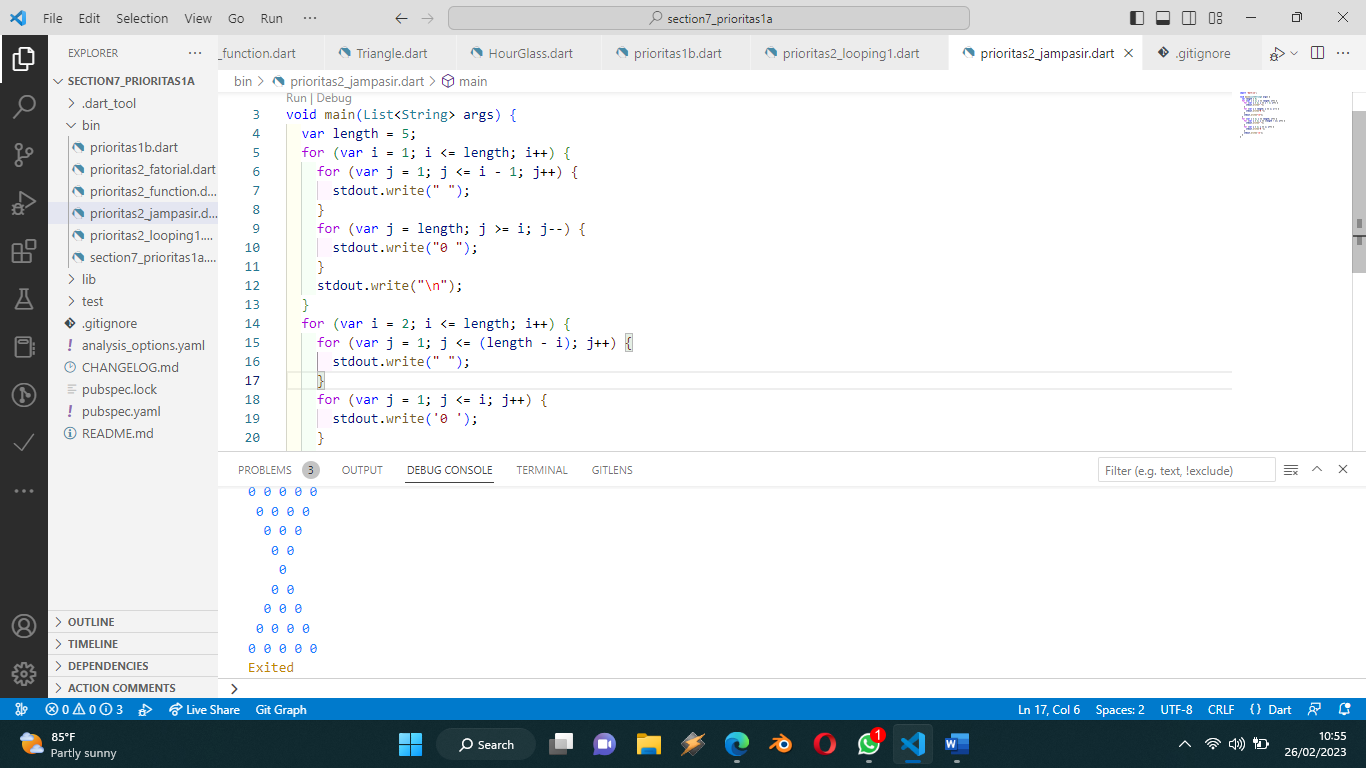 File Edit Selection View Go Run ··· section7_prioritas1a
EXPLORER ···
_function.dart Triangle.dart HourGlass.dart prioritas1b.dart prioritas2_looping1.dart prioritas2_jampasir.dart .gitignore ···
SECTION7_PRIORITAS1A
.dart_tool
bin
prioritas1b.dart
prioritas2_fatorial.dart
prioritas2_function.d...
prioritas2_jampasir.d...
prioritas2_looping1....
section7_prioritas1a....
lib
test
.gitignore
analysis_options.yaml
CHANGELOG.md
pubspec.lock
pubspec.yaml
README.md
OUTLINE
TIMELINE
DEPENDENCIES
ACTION COMMENTS
bin > prioritas2_jampasir.dart > main
Run | Debug
3 void main(List<String> args) {
4 var length = 5;
5 for (var i = 1; i <= length; i++) {
6 for (var j = 1; j <= i - 1; j++) {
7 stdout.write(" ");
8 }
9 for (var j = length; j >= i; j--) {
10 stdout.write("0 ");
11 }
12 stdout.write("\n");
13 }
14 for (var i = 2; i <= length; i++) {
15 for (var j = 1; j <= (length - i); j++) {
16 stdout.write(" ");
17 }
18 for (var j = 1; j <= i; j++) {
19 stdout.write('0 ');
20 }
PROBLEMS 3 OUTPUT DEBUG CONSOLE TERMINAL GITLENS Filter (e.g. text, !exclude)
0 0 0 0 0
0 0 0 0
0 0 0
0 0
0
0 0
0 0 0
0 0 0 0
0 0 0 0 0
Exited
0 0 3 Live Share Git Graph Ln 17, Col 6 Spaces: 2 UTF-8 CRLF { } Dart
85°F
Partly sunny
Search
1
10:55
26/02/2023